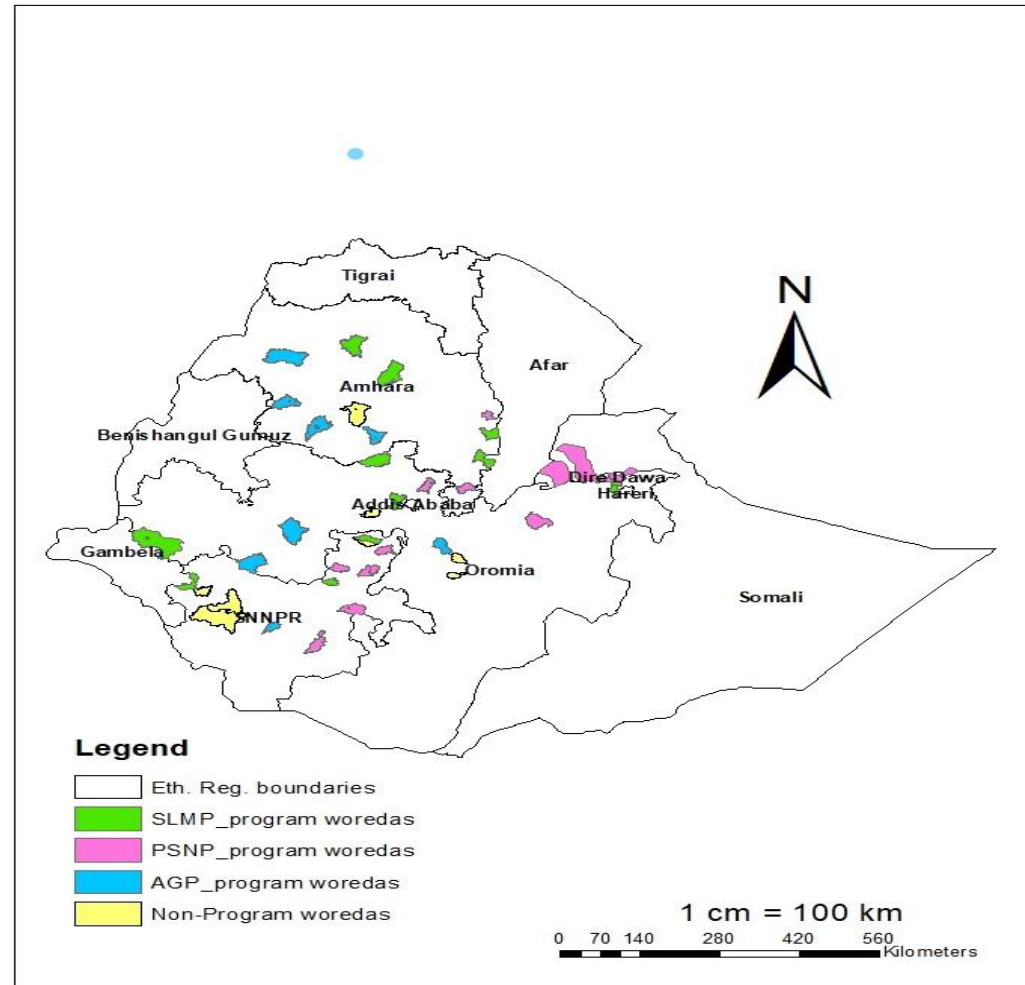 N
Tigrai
Afar
Amhara
Benishangul Gumuz
Dire Dawa
Hareri
Addis Ababa
Gambela
Oromia
Somali
SNNPR
Legend
Eth. Reg. boundaries
SLMP_program woredas
PSNP_program woredas
AGP_program woredas
Non-Program woredas
1 cm = 100 km
0 70 140 280 420 560
Kilometers